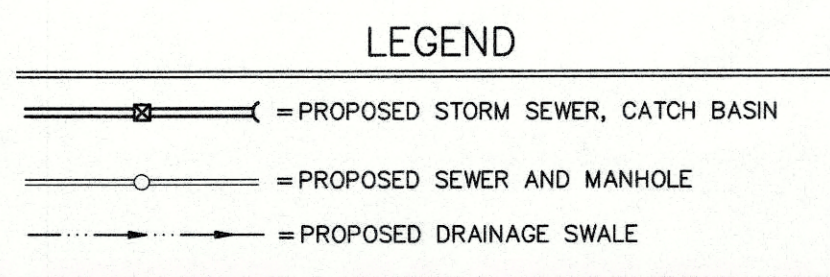 LEGEND
= PROPOSED STORM SEWER, CATCH BASIN
= PROPOSED SEWER AND MANHOLE
= PROPOSED DRAINAGE SWALE